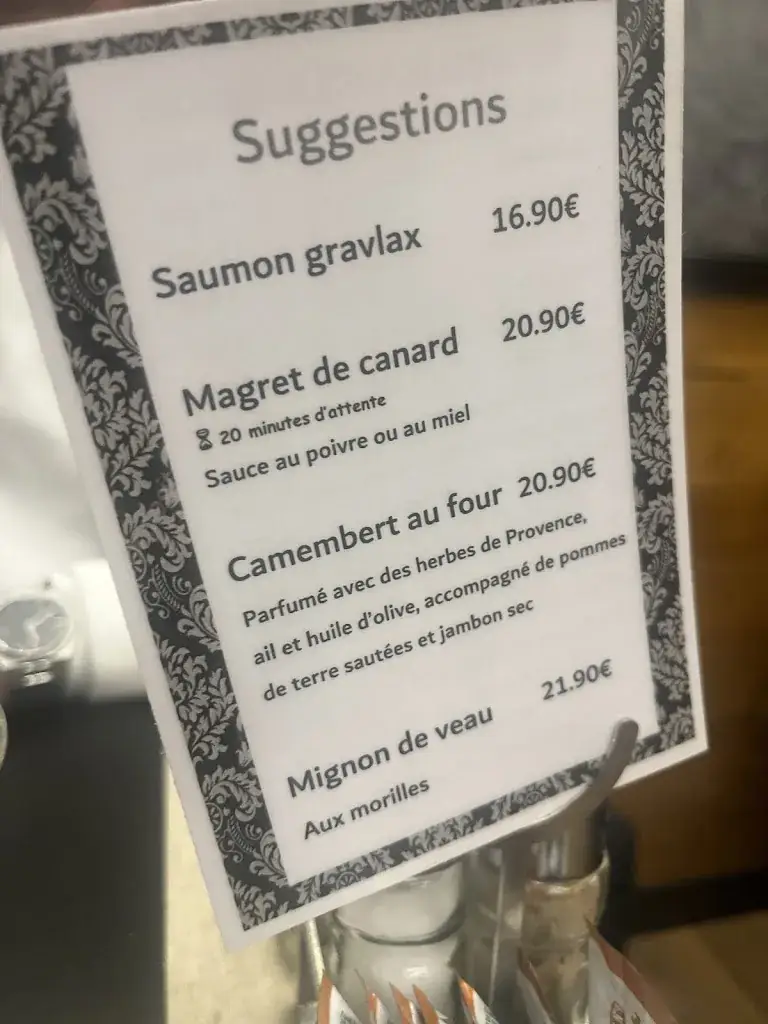 Suggestions
Saumon gravlax 16.90€
Magret de canard 20.90€
20 minutes d'attente
Sauce au poivre ou au miel
Camembert au four 20.90€
Parfumé avec des herbes de Provence,
ail et huile d'olive, accompagné de pommes
de terre sautées et jambon sec
Mignon de veau 21.90€
Aux morilles